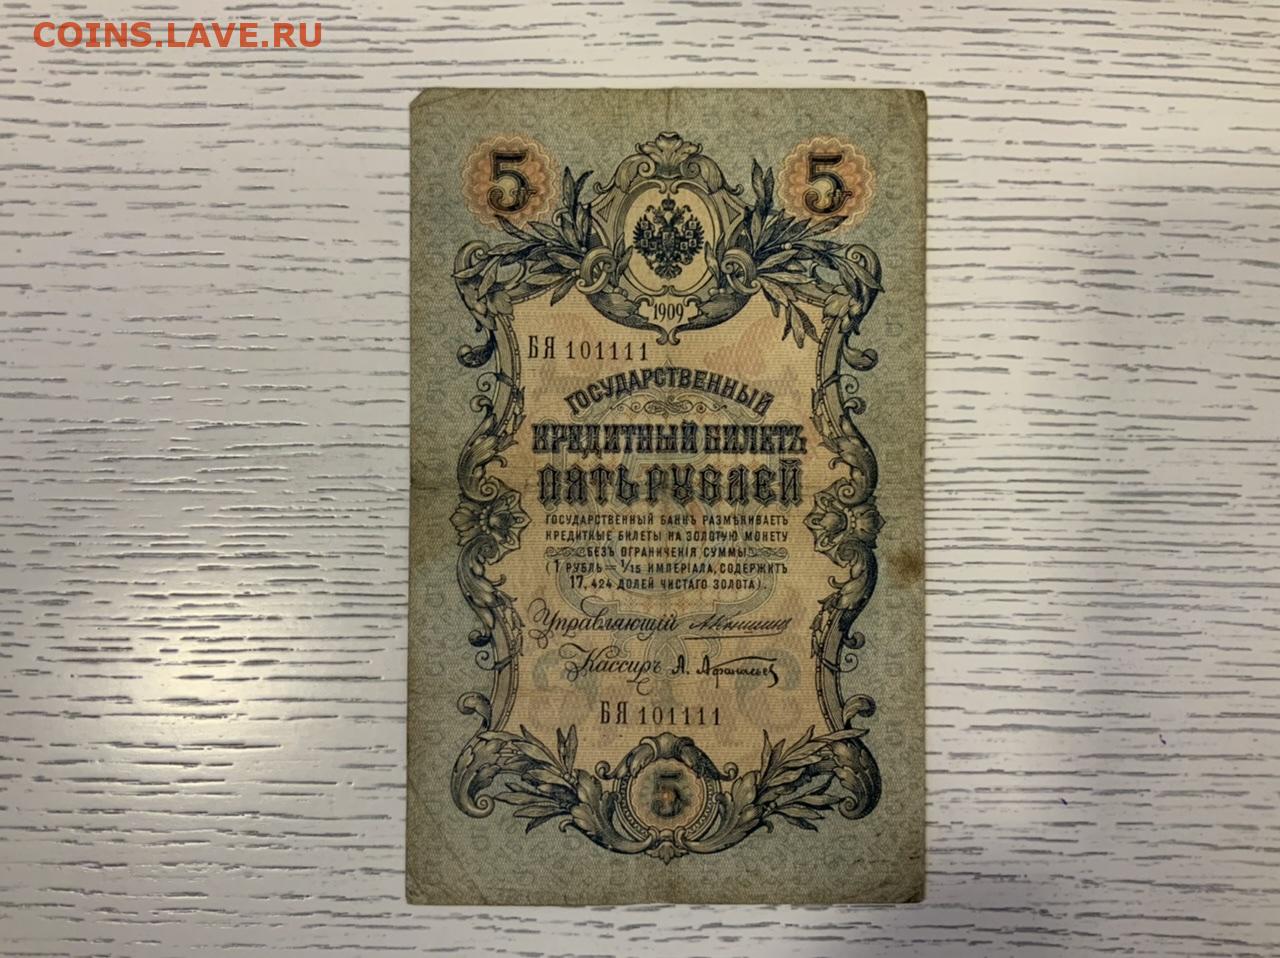 COINS.LAVE.RU
5 5
1909
БЯ 101111
ГОСУДАРСТВЕННЫЙ
КРЕДИТНЫЙ БИЛЕТЪ
ПЯТЬ РУБЛЕЙ
ГОСУДАРСТВЕННЫЙ БАНКЪ РАЗМѢНИВАЕТЪ
КРЕДИТНЫЕ БИЛЕТЫ НА ЗОЛОТУЮ МОНЕТУ
БЕЗЪ ОГРАНИЧЕНІЯ СУММЫ
(1 РУБЛЬ = 1/15 ИМПЕРІАЛА, СОДЕРЖИТЪ
17,424 ДОЛЕЙ ЧИСТАГО ЗОЛОТА).
Управляющій
Кассиръ А. Афанасьев
БЯ 101111
5